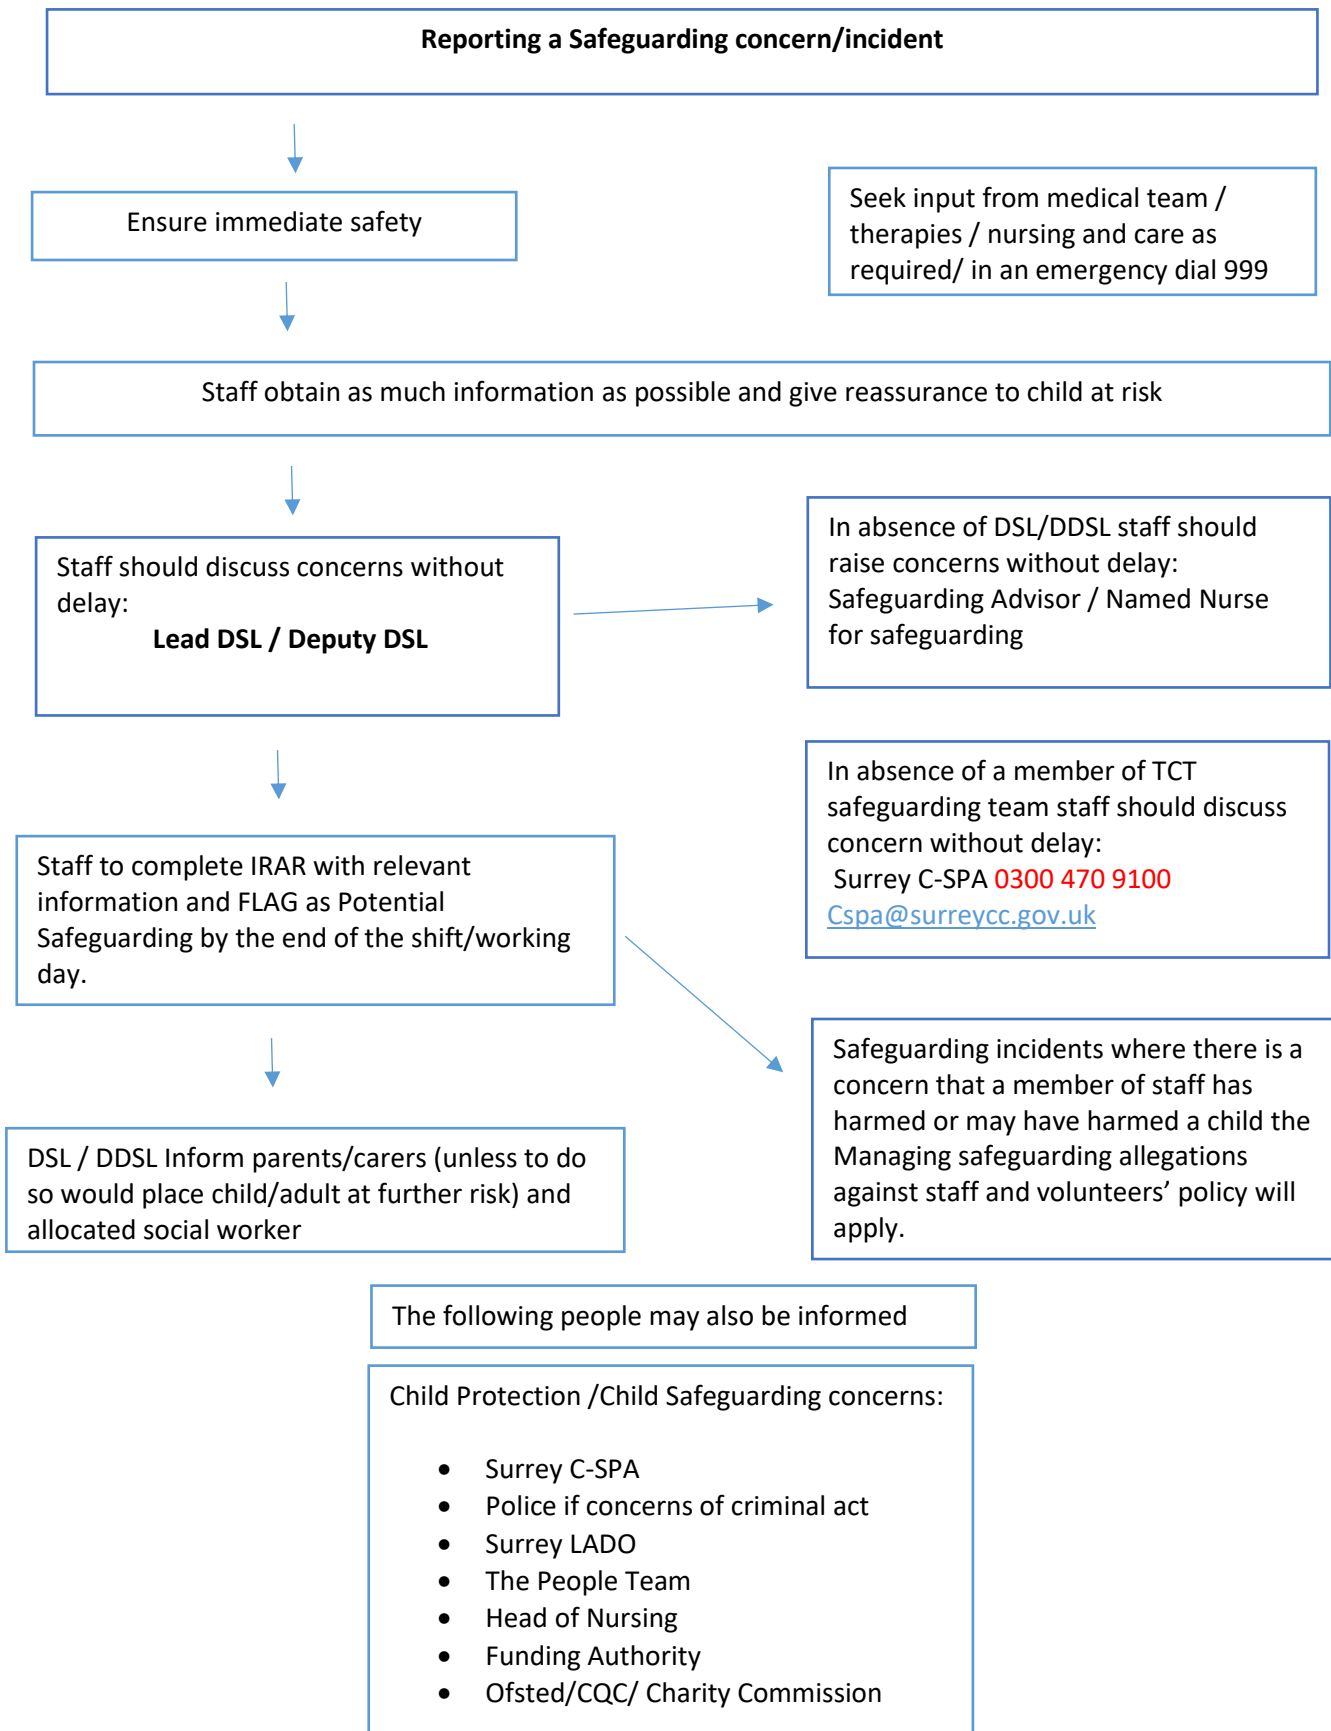 Reporting a Safeguarding concern/incident
Ensure immediate safety
Seek input from medical team /
therapies / nursing and care as
required/ in an emergency dial 999
Staff obtain as much information as possible and give reassurance to child at risk
Staff should discuss concerns without
delay:
Lead DSL / Deputy DSL
In absence of DSL/DDSL staff should
raise concerns without delay:
Safeguarding Advisor / Named Nurse
for safeguarding
In absence of a member of TCT
safeguarding team staff should discuss
concern without delay:
Surrey C-SPA 0300 470 9100
Cspa@surreycc.gov.uk
Staff to complete IRAR with relevant
information and FLAG as Potential
Safeguarding by the end of the shift/working
day.
Safeguarding incidents where there is a
concern that a member of staff has
harmed or may have harmed a child the
Managing safeguarding allegations
against staff and volunteers’ policy will
apply.
DSL / DDSL Inform parents/carers (unless to do
so would place child/adult at further risk) and
allocated social worker
The following people may also be informed
Child Protection /Child Safeguarding concerns:
• Surrey C-SPA
• Police if concerns of criminal act
• Surrey LADO
• The People Team
• Head of Nursing
• Funding Authority
• Ofsted/CQC/ Charity Commission